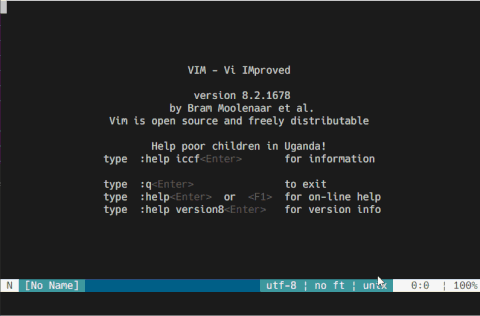 VIM - Vi IMproved
version 8.2.1678
by Bram Moolenaar et al.
Vim is open source and freely distributable
Help poor children in Uganda!
type :help iccf<Enter> for information
type :q<Enter> to exit
type :help<Enter> or <F1> for on-line help
type :help version8<Enter> for version info
N [No Name] utf-8 ¦ no ft ¦ unix 0:0 ¦ 100%